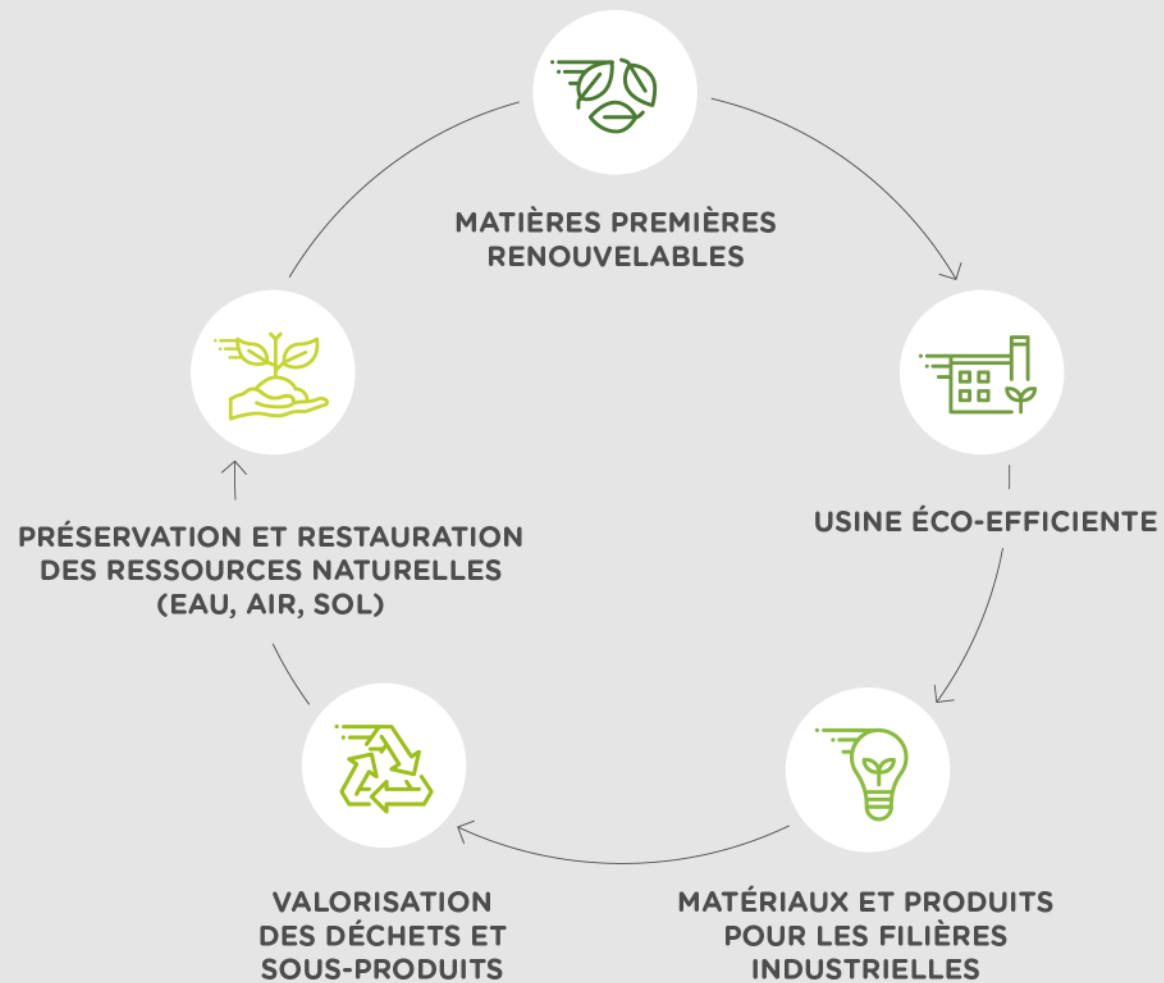 MATIÈRES PREMIÈRES
RENOUVELABLES
USINE ÉCO-EFFICIENTE
PRÉSERVATION ET RESTAURATION
DES RESSOURCES NATURELLES
(EAU, AIR, SOL)
VALORISATION
DES DÉCHETS ET
SOUS-PRODUITS
MATÉRIAUX ET PRODUITS
POUR LES FILIÈRES
INDUSTRIELLES